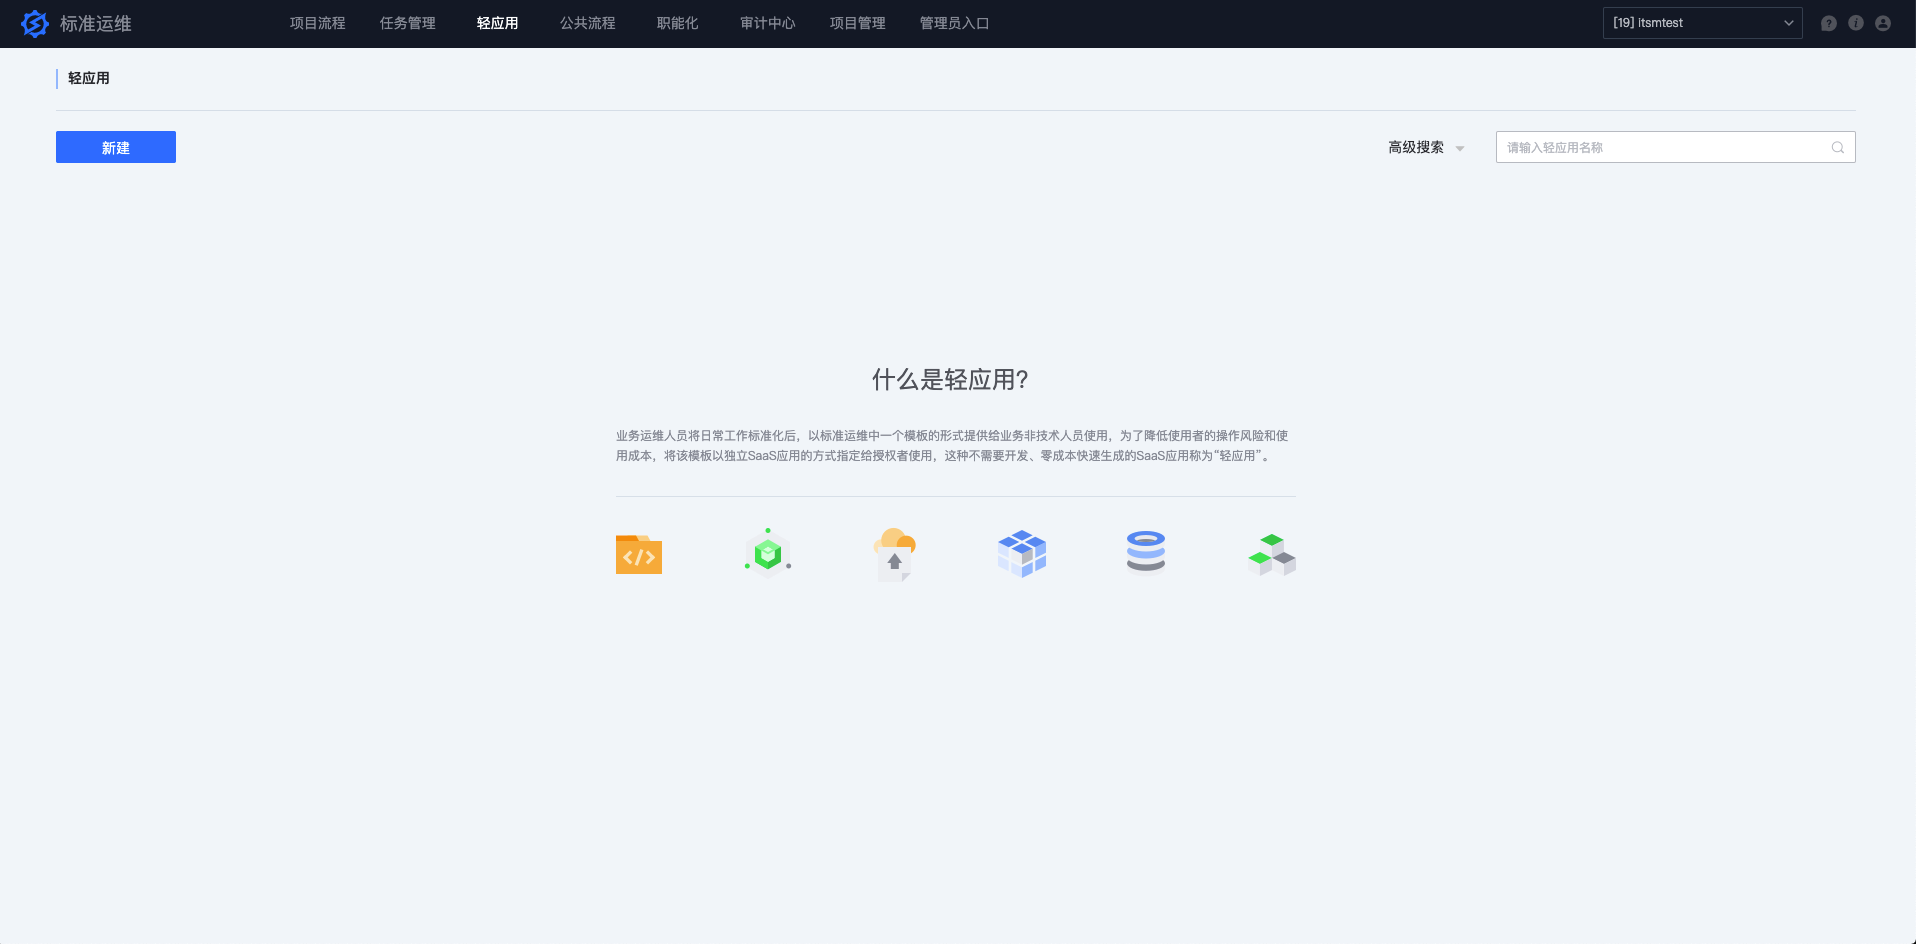 标准运维
项目流程 任务管理 轻应用 公共流程 职能化 审计中心 项目管理 管理员入口
[19] itsmtest
轻应用
新建
高级搜索
请输入轻应用名称
什么是轻应用?
业务运维人员将日常工作标准化后，以标准运维中一个模板的形式提供给业务非技术人员使用，为了降低使用者的操作风险和使
用成本，将该模板以独立SaaS应用的方式指定给授权者使用，这种不需要开发、零成本快速生成的SaaS应用称为“轻应用”。